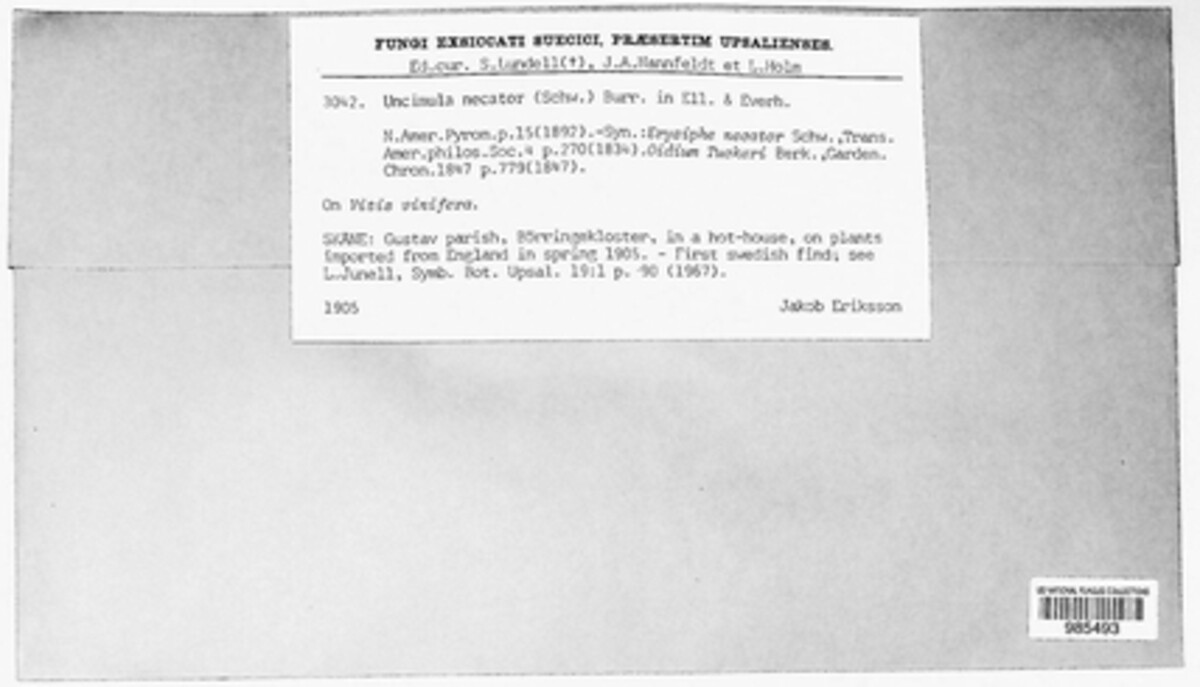 FUNGI EXSICCATI SUECICI, PRÆSERTIM UPSALIENSES.
Ed.cur. S.Lundell(†), J.A.Nannfeldt et L.Holm
3042. Uncinula necator (Schw.) Burr. in Ell. & Everh.
N.Amer.Pyrom.p.15(1892).-Syn.:Erysiphe necator Schw.,Trans.
Amer.philos.Soc.4 p.270(1834).Oidium Tuckeri Berk.,Garden.
Chron.1847 p.779(1847).
On Vitis vinifera.
SKÅNE: Gustav parish, Börringekloster, in a hot-house, on plants
imported from England in spring 1905. - First swedish find; see
L.Junell, Symb. Bot. Upsal. 19:1 p. 90 (1967).
1905 Jakob Eriksson
US NATIONAL FUNGUS COLLECTIONS
985493